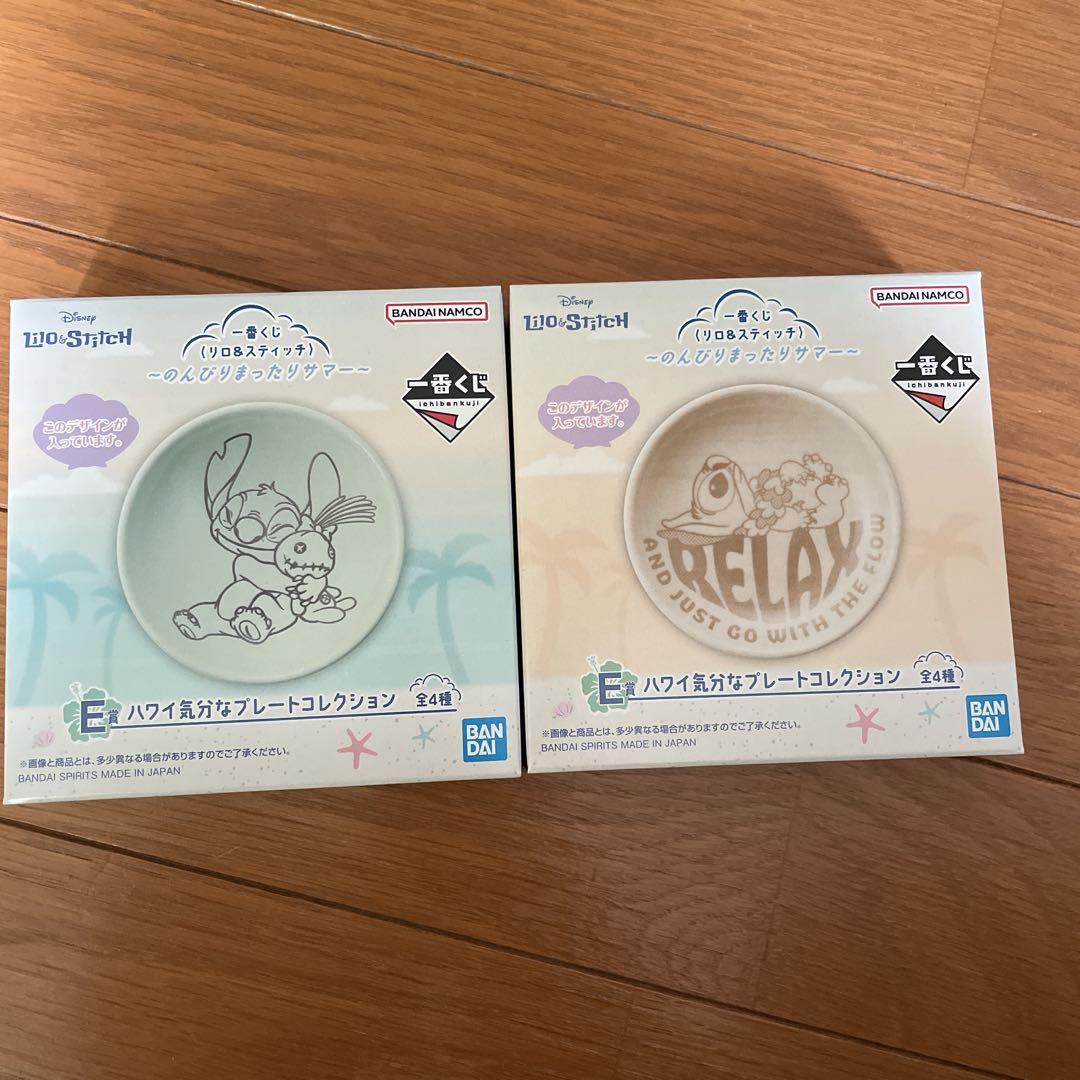 Disney
Lilo & Stitch
一番くじ
(リロ&スティッチ)
～のんびりまったりサマー～
BANDAI NAMCO
一番くじ
ichibankuji
このデザインが
入っています。
E賞 ハワイ気分なプレートコレクション 全4種
※画像と商品とは、多少異なる場合がありますのでご了承ください。
BANDAI SPIRITS MADE IN JAPAN
BAN
DAI
Disney
Lilo & Stitch
一番くじ
(リロ&スティッチ)
～のんびりまったりサマー～
BANDAI NAMCO
一番くじ
ichibankuji
このデザインが
入っています。
RELAX
AND JUST GO WITH THE FLOW
E賞 ハワイ気分なプレートコレクション 全4種
※画像と商品とは、多少異なる場合がありますのでご了承ください。
BANDAI SPIRITS MADE IN JAPAN
BAN
DAI